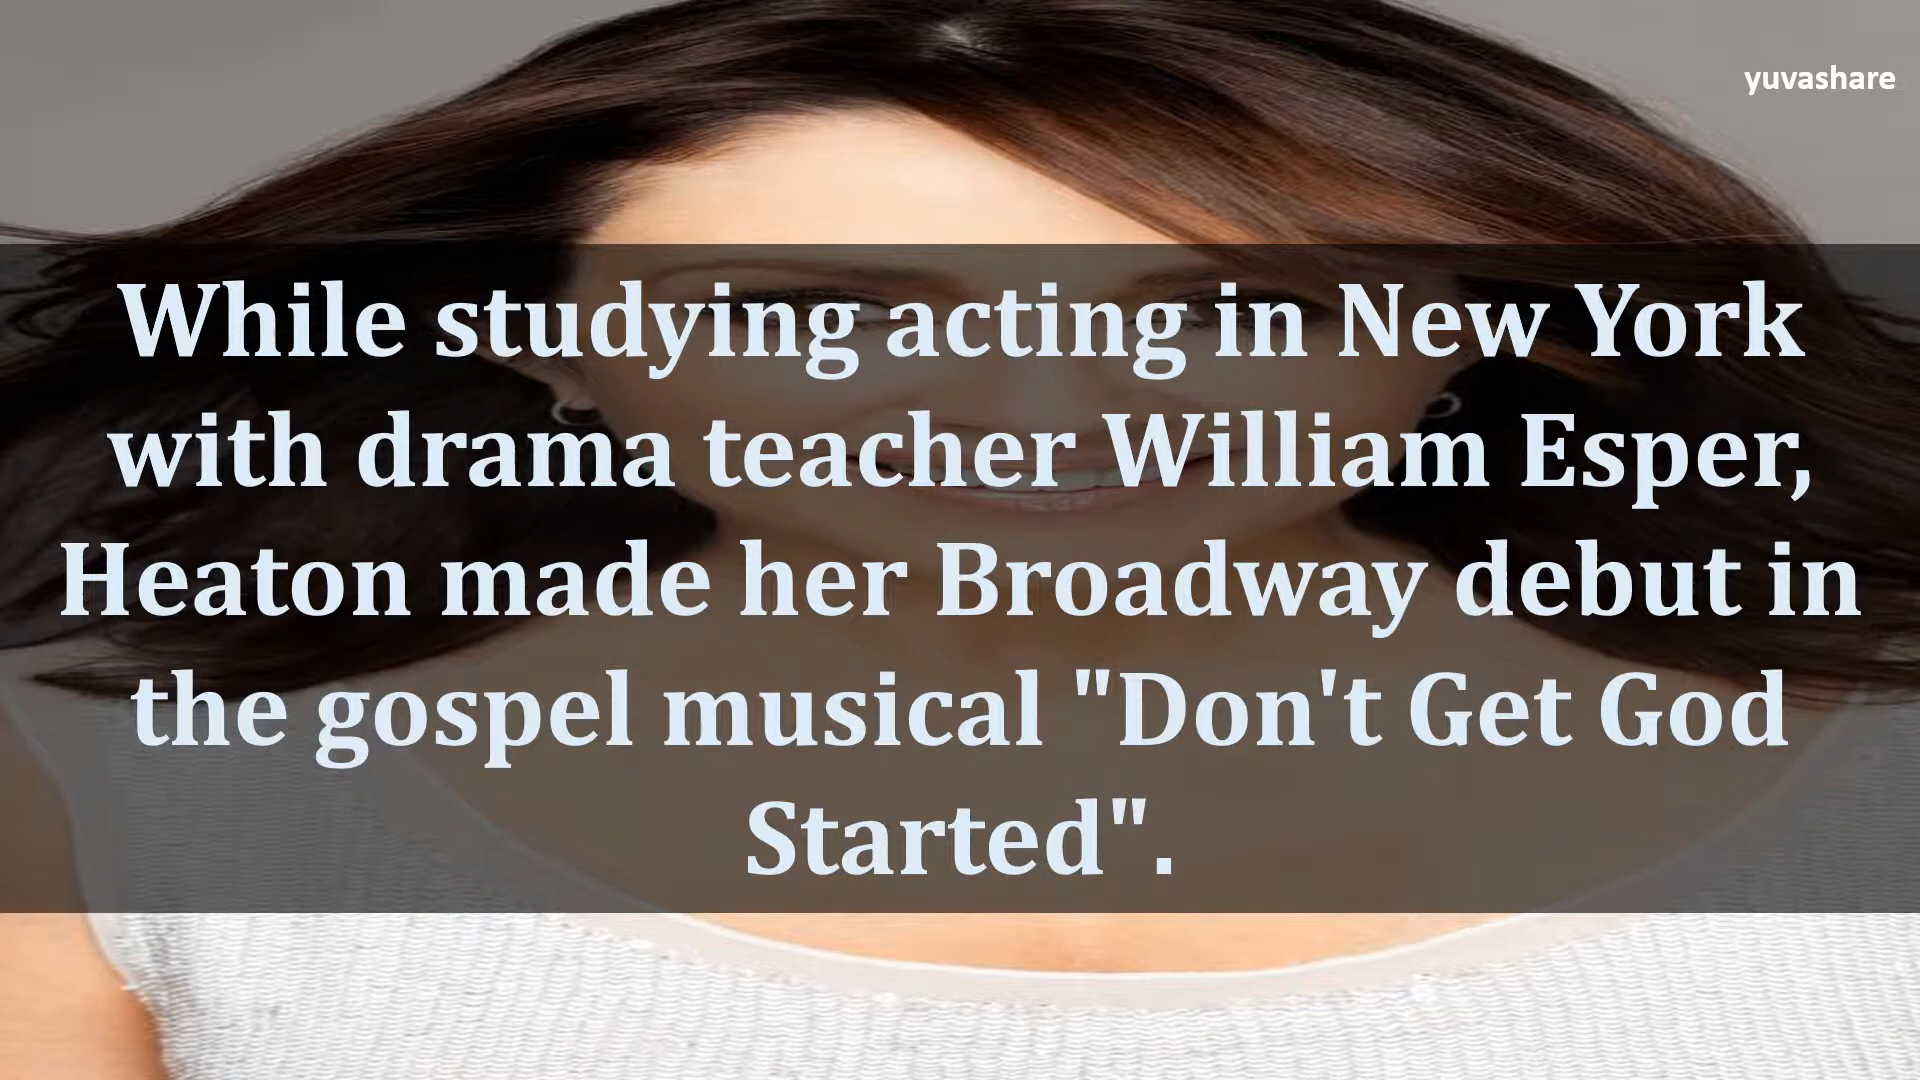 yuvashare
While studying acting in New York
with drama teacher William Esper,
Heaton made her Broadway debut in
the gospel musical "Don't Get God
Started".